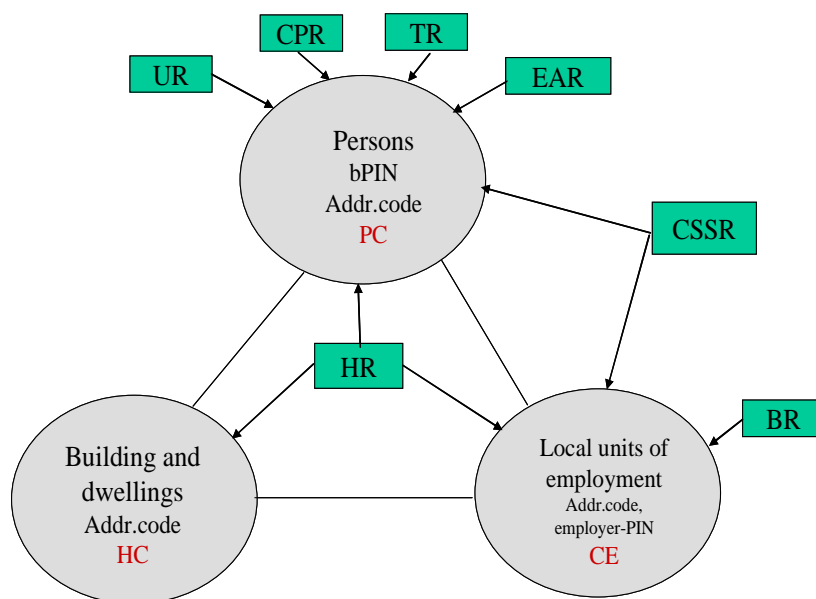 CPR
TR
UR
EAR
Persons
bPIN
Addr.code
PC
CSSR
HR
BR
Building and
dwellings
Addr.code
HC
Local units of
employment
Addr.code,
employer-PIN
CE